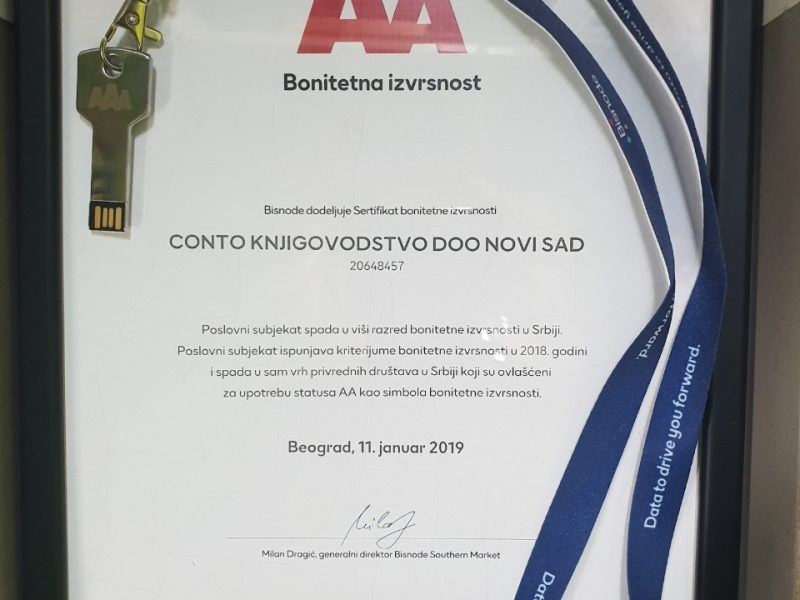 AA
AAA
Bonitetna izvrsnost
Bisnode
Bisnode dodeljuje Sertifikat bonitetne izvrsnosti
CONTO KNJIGOVODSTVO DOO NOVI SAD
20648457
Poslovni subjekat spada u viši razred bonitetne izvrsnosti u Srbiji.
Poslovni subjekat ispunjava kriterijume bonitetne izvrsnosti u 2018. godini
i spada u sam vrh privrednih društava u Srbiji koji su ovlašćeni
za upotrebu statusa AA kao simbola bonitetne izvrsnosti.
Beograd, 11. januar 2019
Milan Dragić, generalni direktor Bisnode Southern Market
Data to drive you forward.